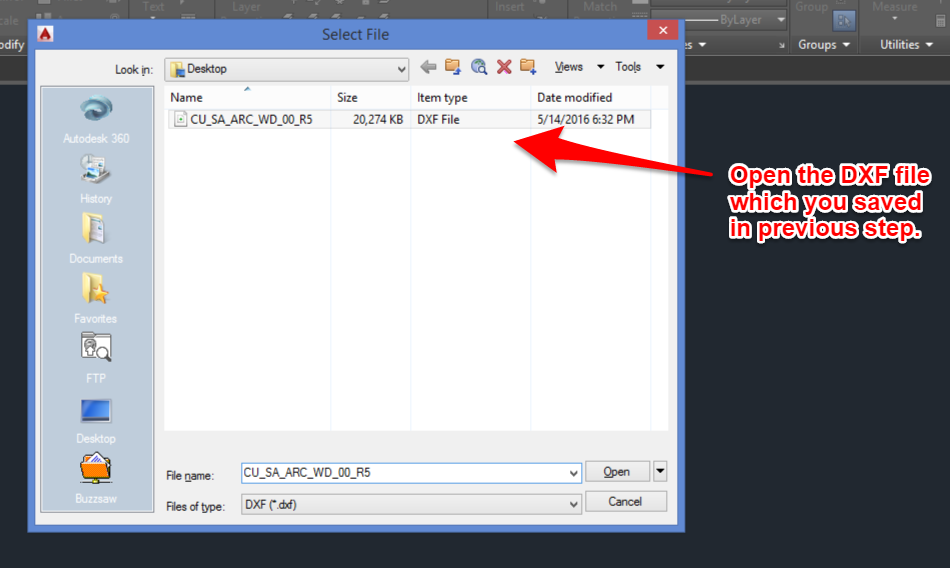 Text
Layer
Insert
Match
Group
Measure
ByLayer
ByLayer
odify
es
Groups
Utilities
Select File
Look in:
Desktop
Views
Tools
Name
Size
Item type
Date modified
CU_SA_ARC_WD_00_R5
20,274 KB
DXF File
5/14/2016 6:32 PM
Autodesk 360
History
Documents
Favorites
FTP
Desktop
Buzzsaw
Open the DXF file
which you saved
in previous step.
File name:
CU_SA_ARC_WD_00_R5
Open
Files of type:
DXF (*.dxf)
Cancel